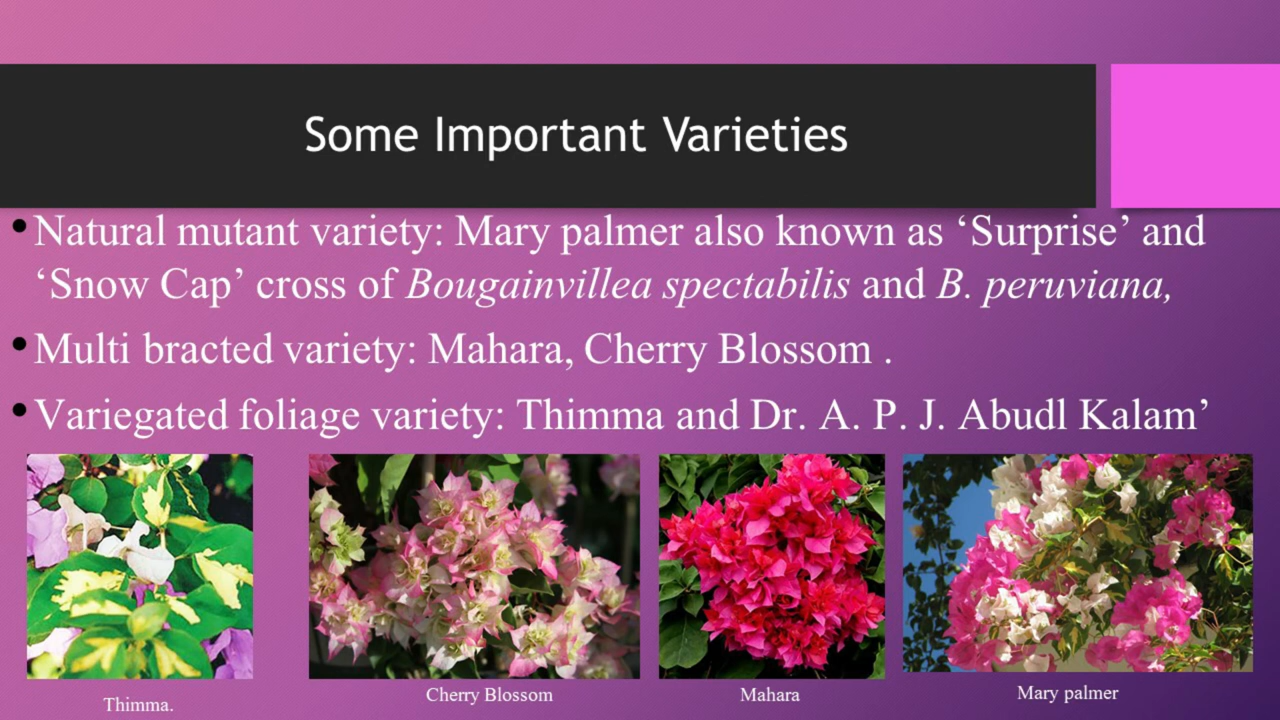 Some Important Varieties
• Natural mutant variety: Mary palmer also known as ‘Surprise’ and
‘Snow Cap’ cross of Bougainvillea spectabilis and B. peruviana,
• Multi bracted variety: Mahara, Cherry Blossom .
• Variegated foliage variety: Thimma and Dr. A. P. J. Abudl Kalam’
Thimma.
Cherry Blossom
Mahara
Mary palmer